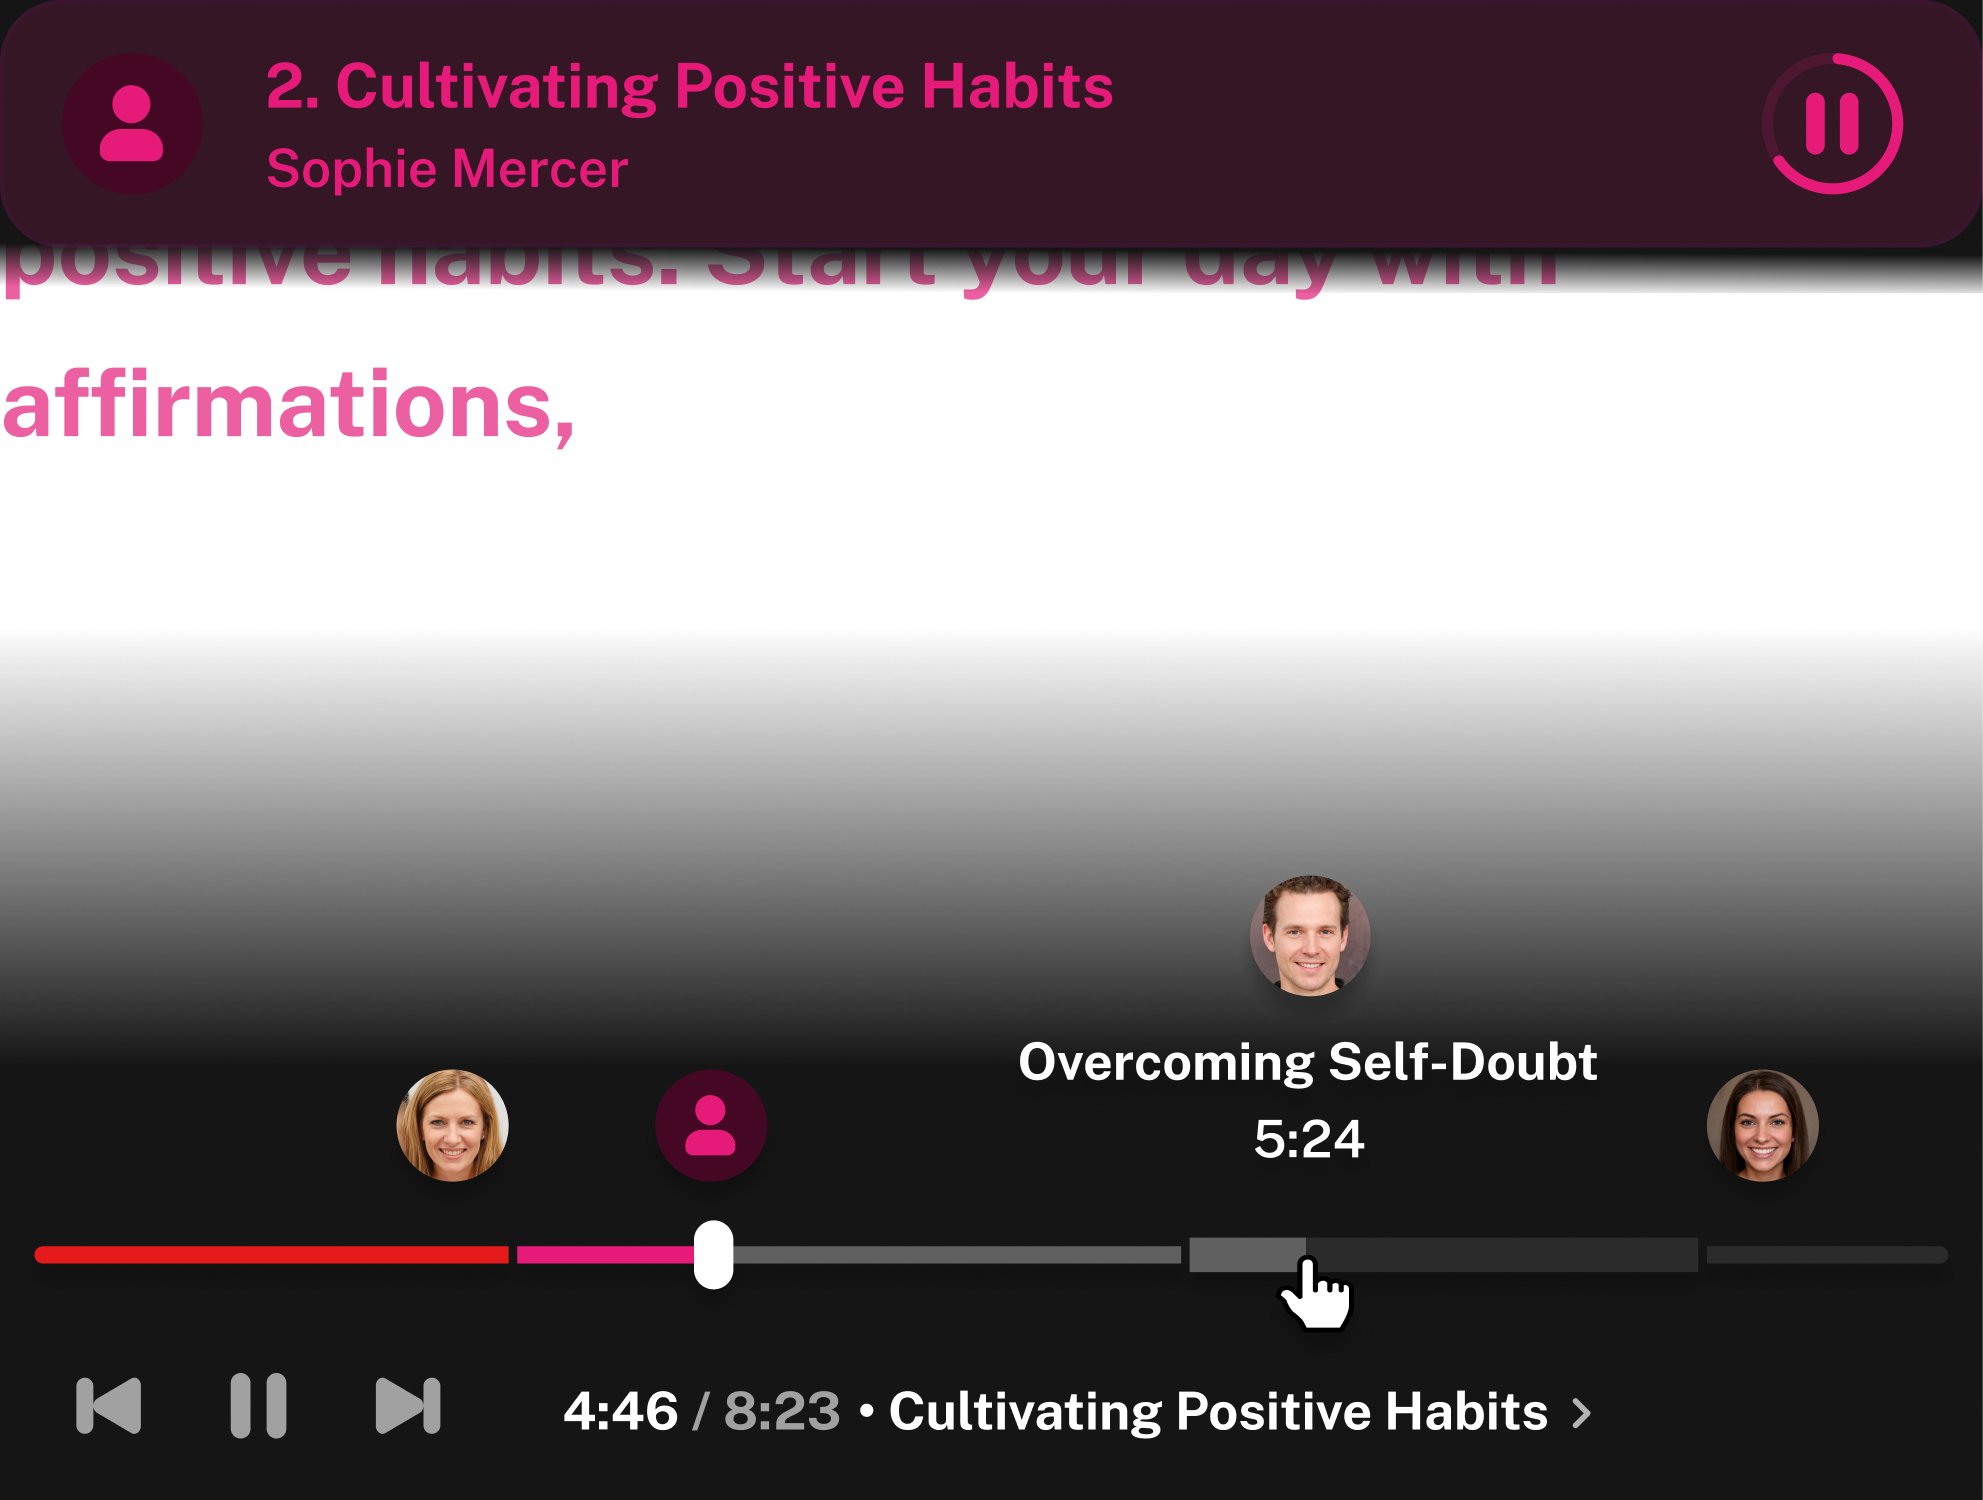 2. Cultivating Positive Habits
Sophie Mercer
positive habits. Start your day with
affirmations,
Overcoming Self-Doubt
5:24
4:46 / 8:23 • Cultivating Positive Habits